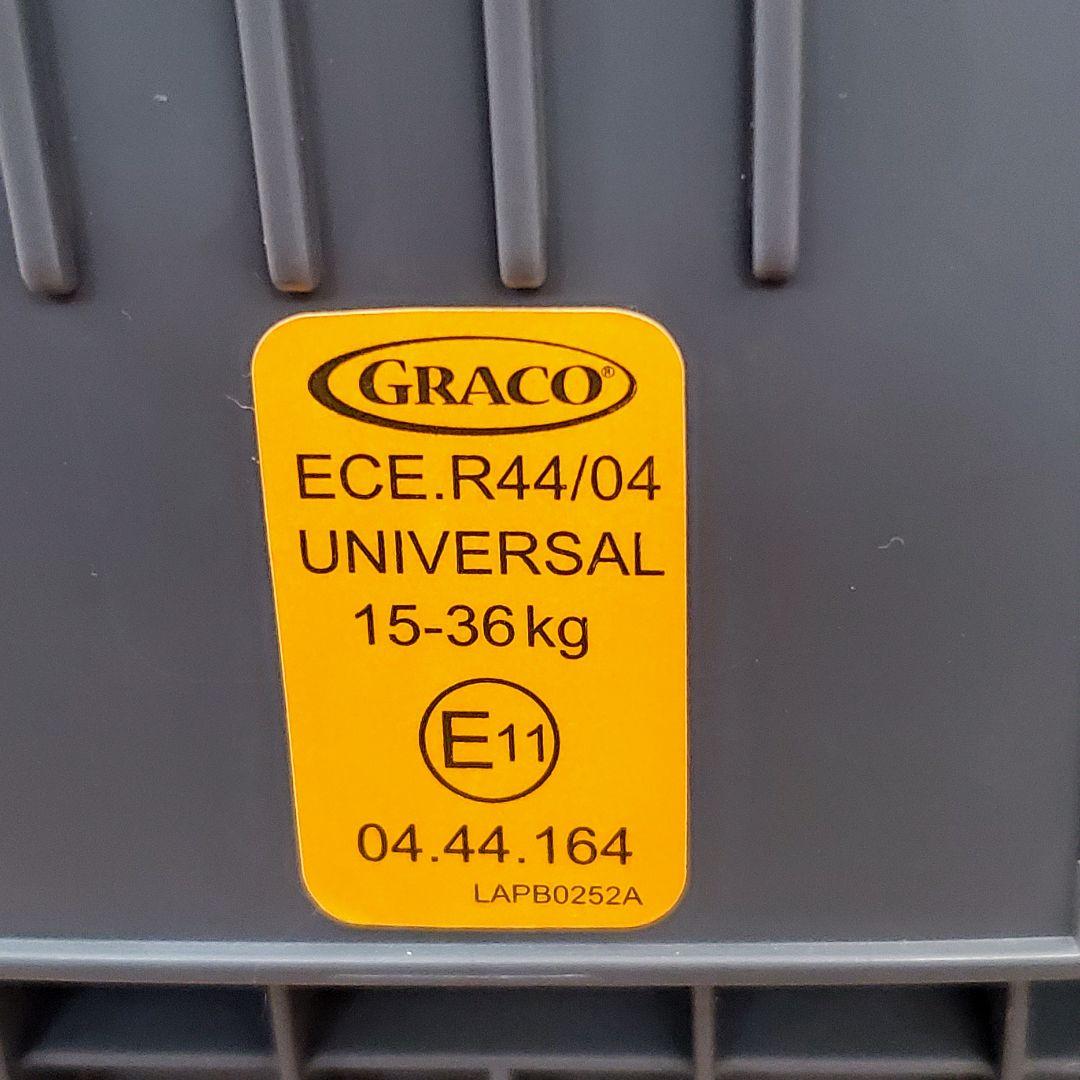 GRACO®
ECE.R44/04
UNIVERSAL
15-36kg
E11
04.44.164
LAPB0252A